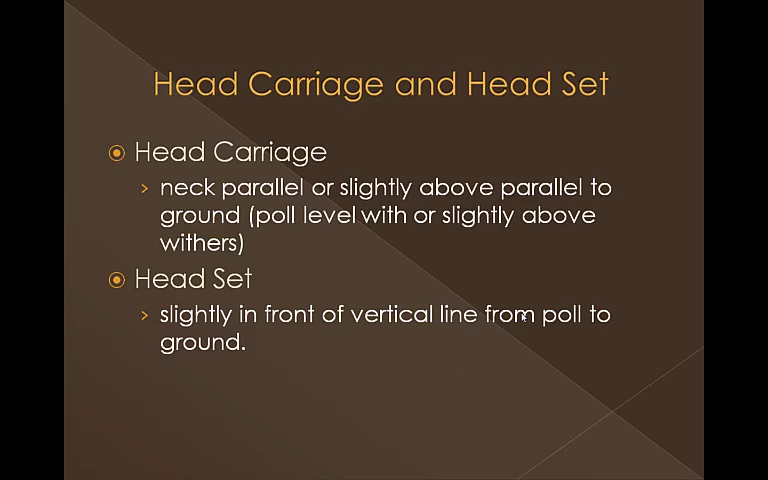 Head Carriage and Head Set
Head Carriage
neck parallel or slightly above parallel to
ground (poll level with or slightly above
withers)
Head Set
slightly in front of vertical line from poll to
ground.